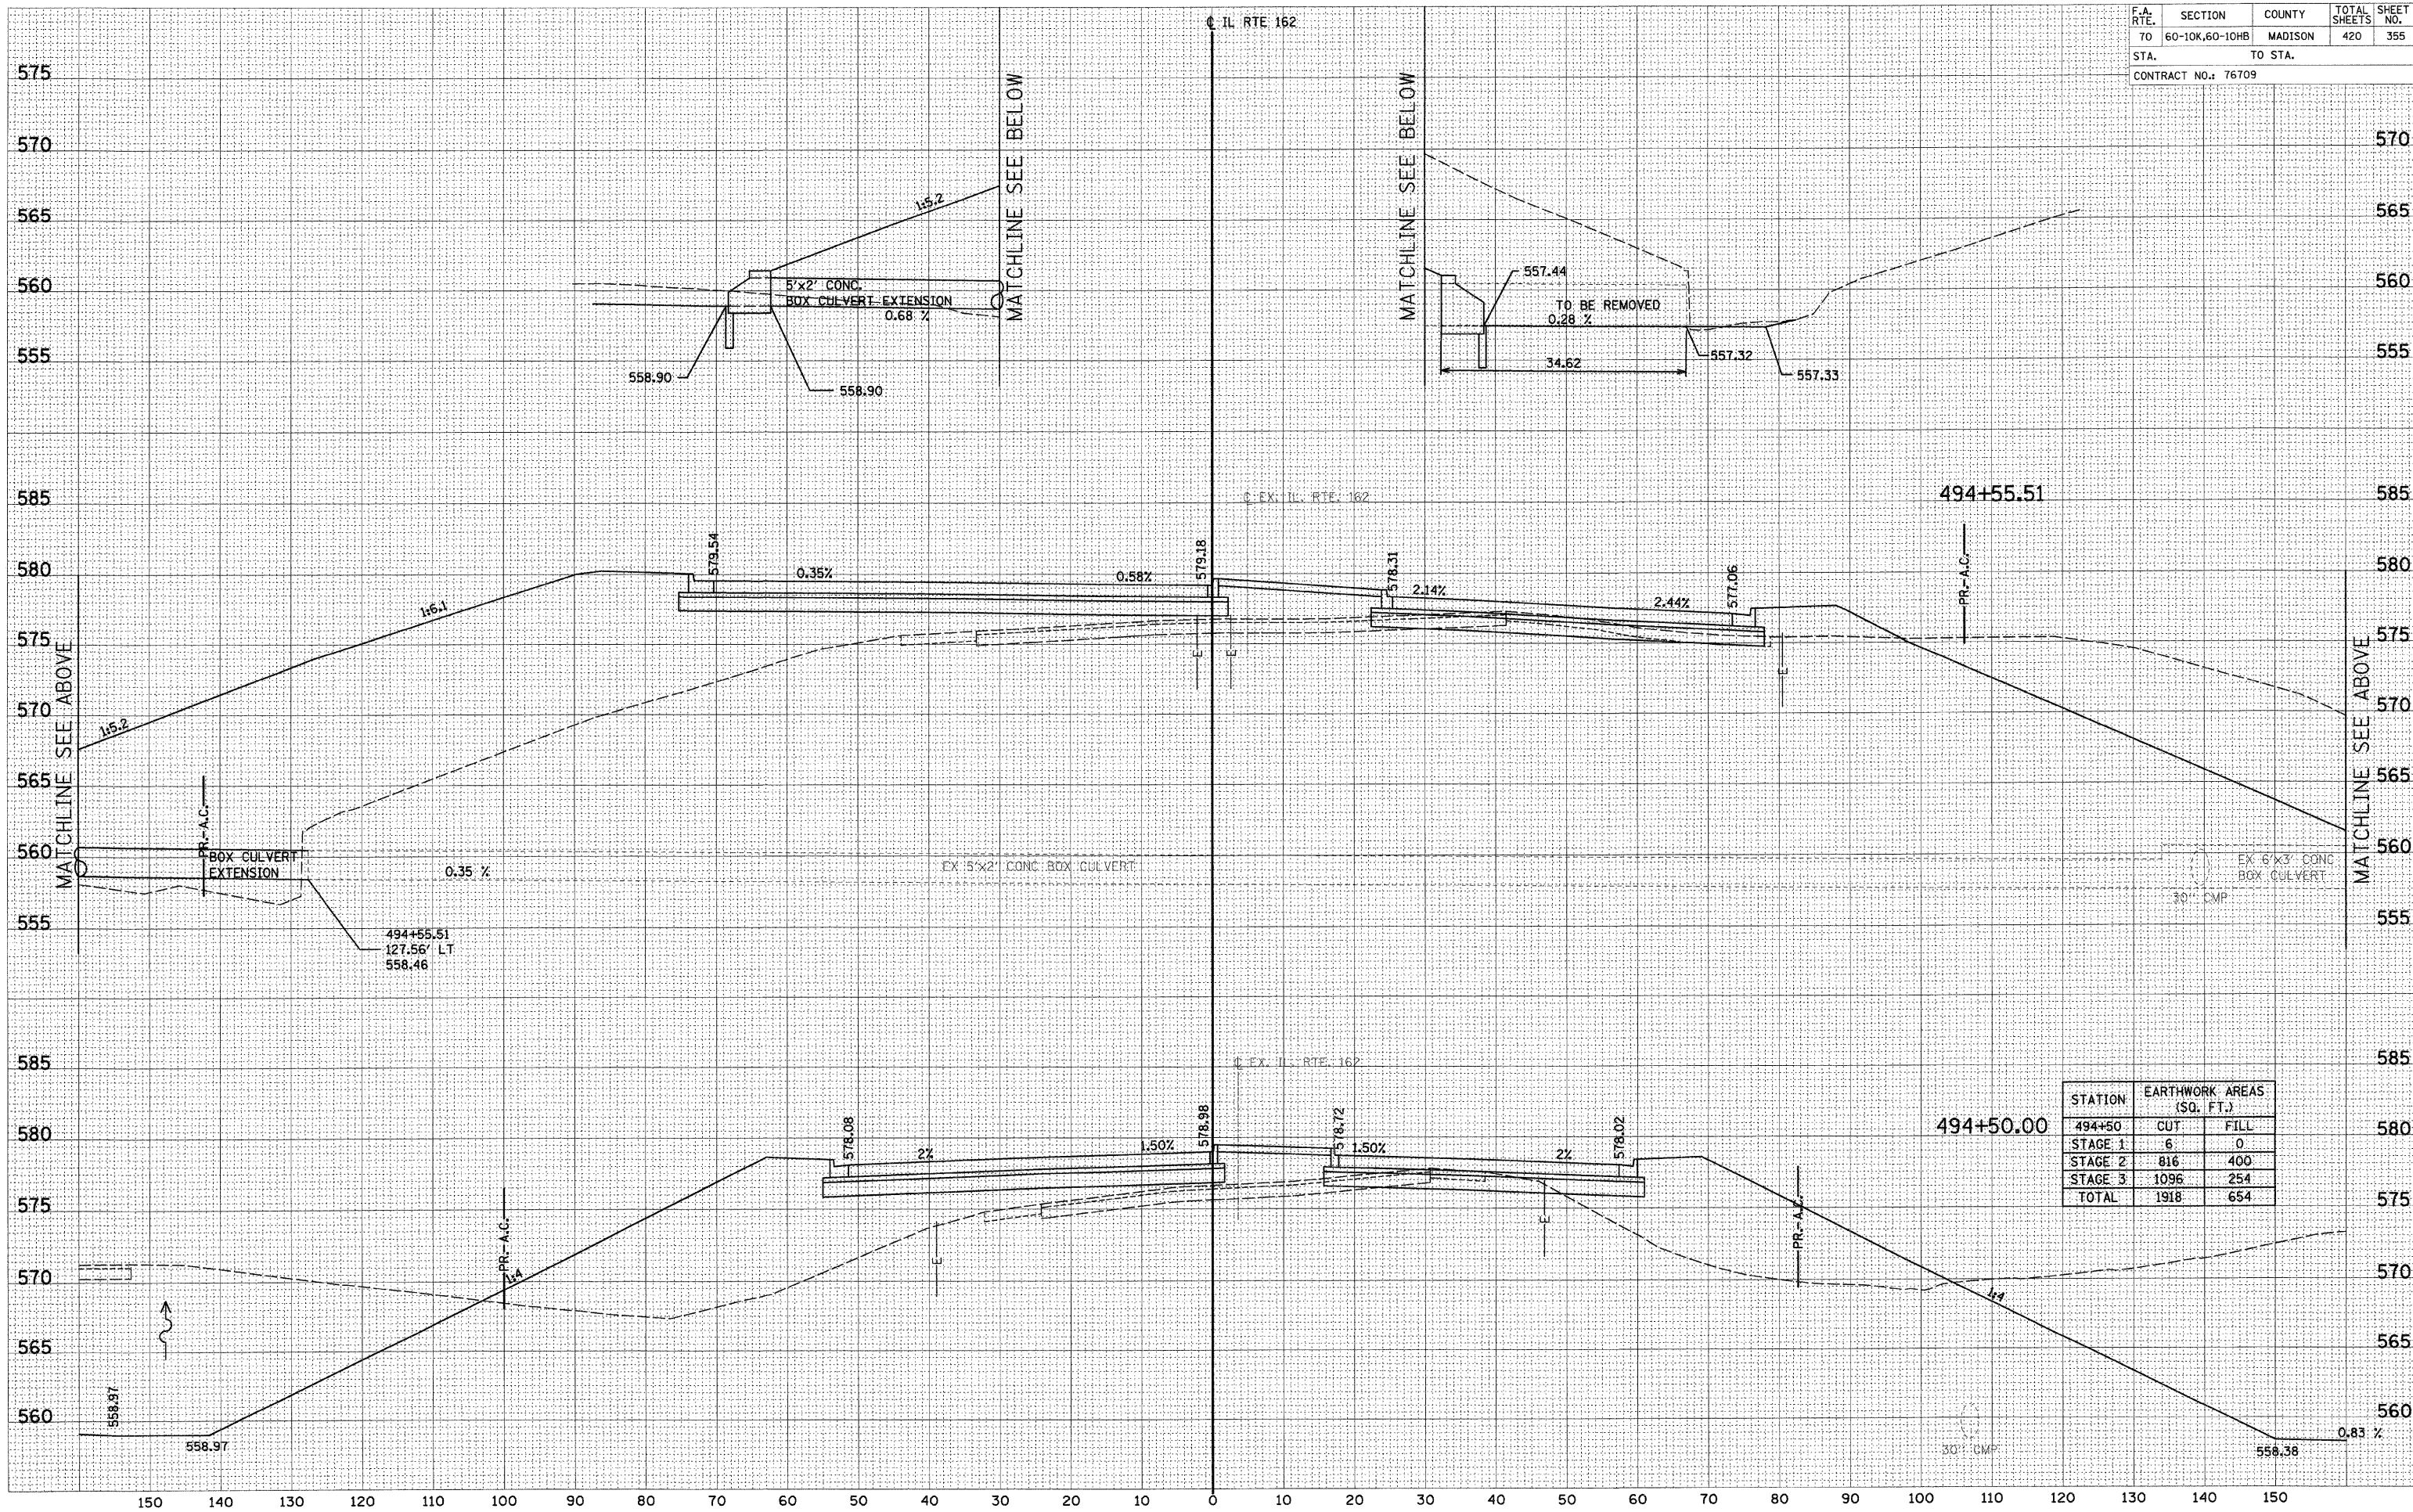 F.A. RTE. SECTION COUNTY TOTAL SHEETS SHEET NO.
70 60-10K,60-10HB MADISON 420 355
STA. TO STA.
CONTRACT NO.: 76709
℄ IL RTE 162
575
570 570
565 565
560 560
555 555
MATCHLINE SEE BELOW
MATCHLINE SEE BELOW
1:5.2
5'x2' CONC.
BOX CULVERT EXTENSION
0.68 %
558.90
558.90
557.44
TO BE REMOVED
0.28 %
34.62
557.32
557.33
585 585
580 580
575 575
570 570
565 565
560 560
555 555
℄ EX. IL. RTE. 162
494+55.51
MATCHLINE SEE ABOVE
MATCHLINE SEE ABOVE
579.54
0.35%
0.58%
579.18
578.31
2.14%
2.44%
577.06
PR.-A.C.
1:6.1
1:5.2
E
E
E
PR.-A.C.
BOX CULVERT
EXTENSION
0.35 %
EX 5'x2' CONC BOX CULVERT
EX 6'x3' CONC
BOX CULVERT
30" CMP
494+55.51
127.56' LT
558.46
585 585
580 580
575 575
570 570
565 565
560 560
℄ EX. IL. RTE. 162
494+50.00
578.08
2%
1.50%
578.98
578.72
1.50%
2%
578.02
STATION EARTHWORK AREAS
(SQ. FT.)
494+50 CUT FILL
STAGE 1 6 0
STAGE 2 816 400
STAGE 3 1096 254
TOTAL 1918 654
PR.-A.C.
PR.-A.C.
E
E
1:4
1:4
558.97
558.97
30" CMP
0.83 %
558.38
150 140 130 120 110 100 90 80 70 60 50 40 30 20 10 0 10 20 30 40 50 60 70 80 90 100 110 120 130 140 150